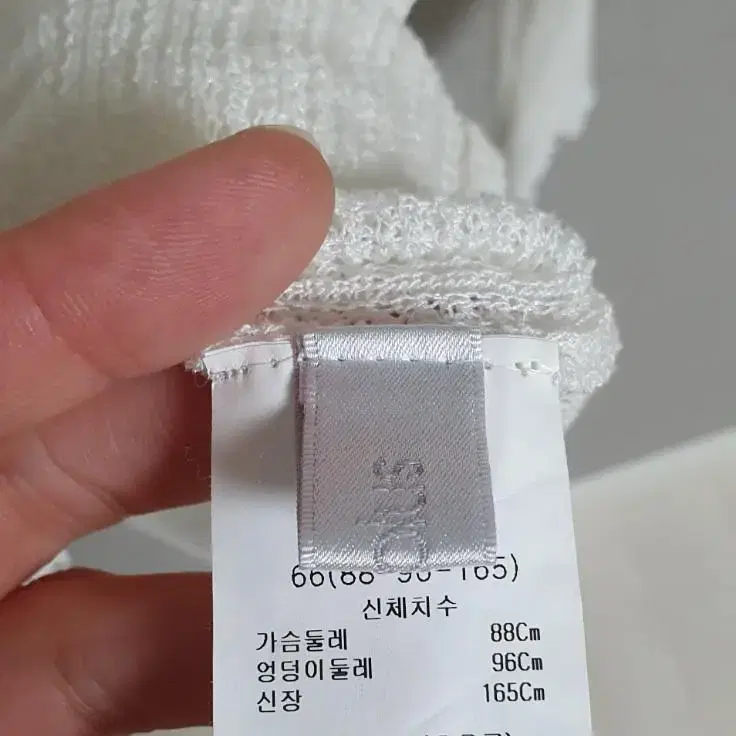 66(88-96-165)
신체치수
가슴둘레 88Cm
엉덩이둘레 96Cm
신장 165Cm